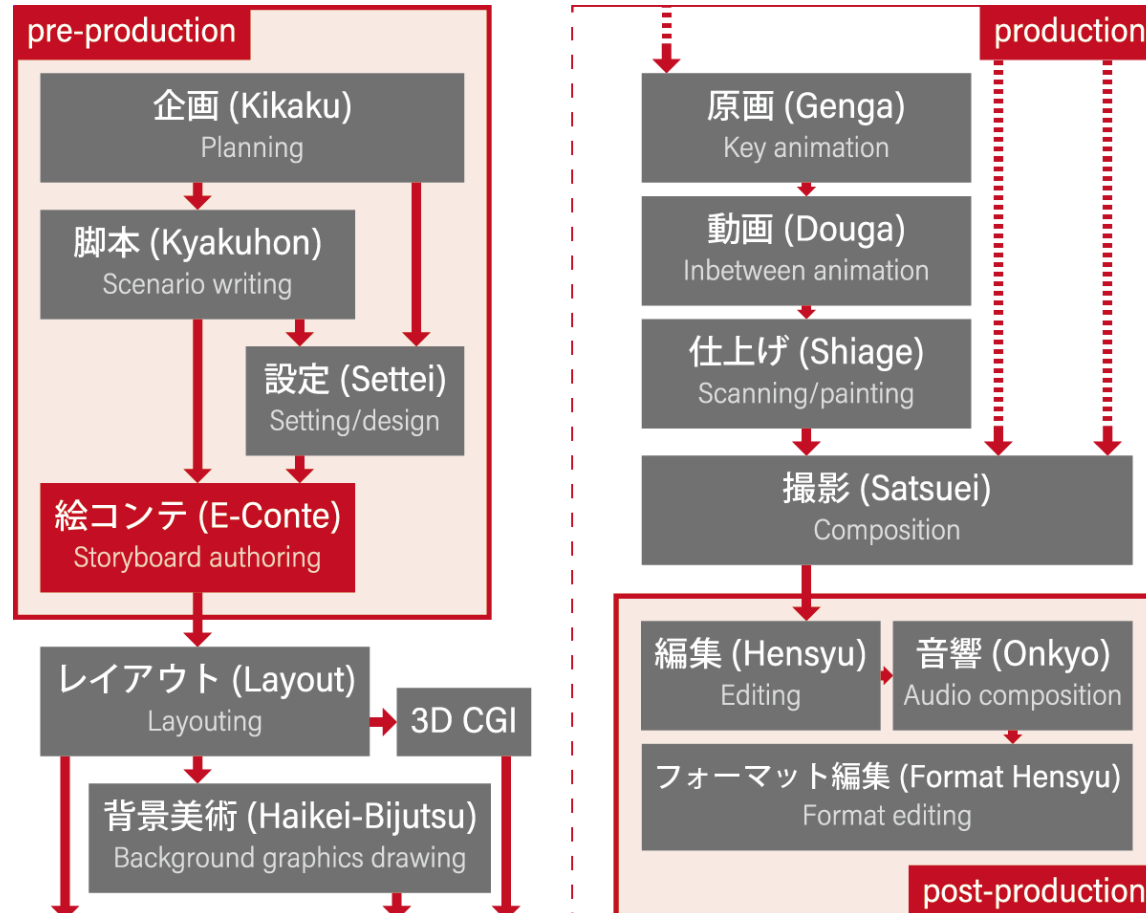 pre-production
企画 (Kikaku)
Planning
脚本 (Kyakuhon)
Scenario writing
設定 (Settei)
Setting/design
絵コンテ (E-Conte)
Storyboard authoring
レイアウト (Layout)
Layouting
3D CGI
背景美術 (Haikei-Bijutsu)
Background graphics drawing
production
原画 (Genga)
Key animation
動画 (Douga)
Inbetween animation
仕上げ (Shiage)
Scanning/painting
撮影 (Satsuei)
Composition
編集 (Hensyu)
Editing
音響 (Onkyo)
Audio composition
フォーマット編集 (Format Hensyu)
Format editing
post-production